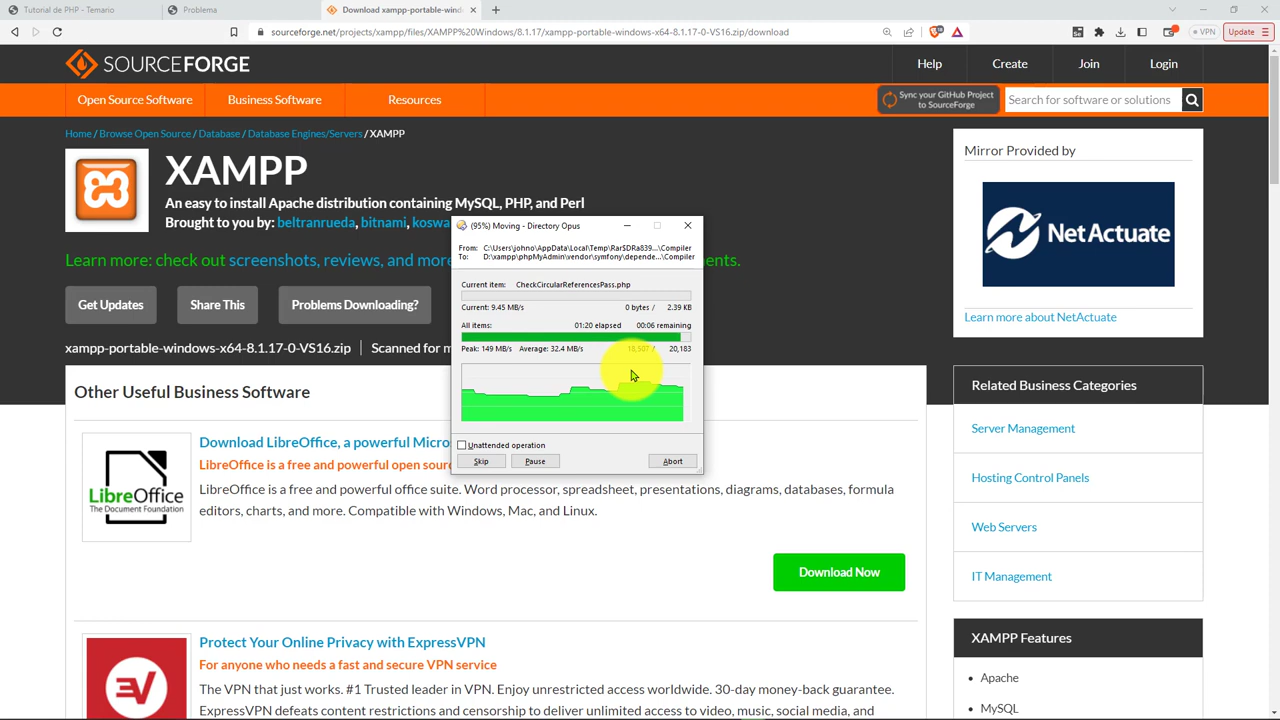 Tutorial de PHP - Temario
Problema
Download xampp-portable-wind
sourceforge.net/projects/xampp/files/XAMPP%20Windows/8.1.17/xampp-portable-windows-x64-8.1.17-0-VS16.zip/download
VPN
Update
SOURCEFORGE
Help
Create
Join
Login
Open Source Software
Business Software
Resources
Sync your GitHub Project
to SourceForge
Search for software or solutions
Home / Browse Open Source / Database / Database Engines/Servers / XAMPP
XAMPP
An easy to install Apache distribution containing MySQL, PHP, and Perl
Brought to you by: beltranrueda, bitnami, koswa
Learn more: check out screenshots, reviews, and more
ents.
Get Updates
Share This
Problems Downloading?
xampp-portable-windows-x64-8.1.17-0-VS16.zip
Scanned for m
(95%) Moving - Directory Opus
From: C:\Users\johno\AppData\Local\Temp\Rar$DRa839...\Compiler
To: D:\xampp\phpMyAdmin\vendor\symfony\depende...\Compiler
Current item: CheckCircularReferencesPass.php
Current: 9.45 MB/s 0 bytes / 2.39 KB
All items: 01:20 elapsed 00:06 remaining
Peak: 149 MB/s Average: 32.4 MB/s 18,507 / 20,183
Unattended operation
Skip
Pause
Abort
Other Useful Business Software
Download LibreOffice, a powerful Micro
LibreOffice is a free and powerful open sourc
LibreOffice is a free and powerful office suite. Word processor, spreadsheet, presentations, diagrams, databases, formula
editors, charts, and more. Compatible with Windows, Mac, and Linux.
LibreOffice
The Document Foundation
Download Now
Protect Your Online Privacy with ExpressVPN
For anyone who needs a fast and secure VPN service
The VPN that just works. #1 Trusted leader in VPN. Enjoy unrestricted access worldwide. 30-day money-back guarantee.
ExpressVPN defeats content restrictions and censorship to deliver unlimited access to video, music, social media, and
Mirror Provided by
NetActuate
Learn more about NetActuate
Related Business Categories
Server Management
Hosting Control Panels
Web Servers
IT Management
XAMPP Features
Apache
MySQL